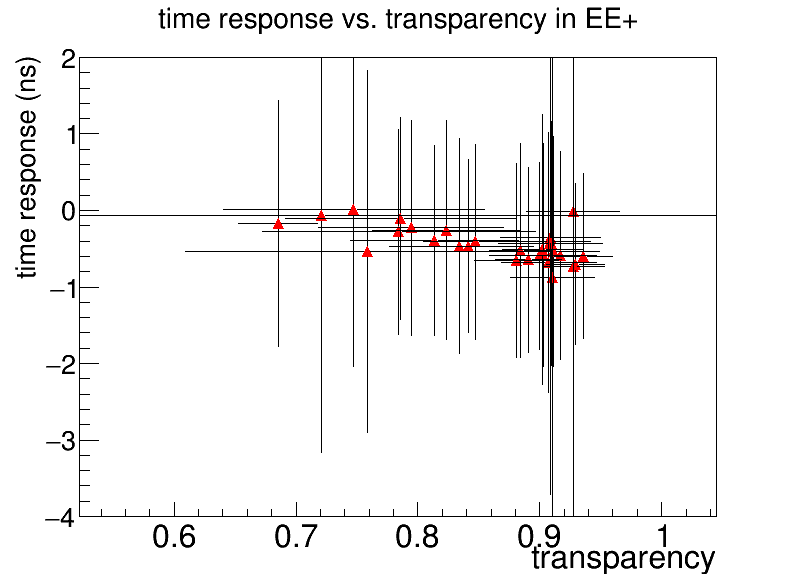 time response vs. transparency in EE+
time response (ns)
2
1
0
−1
−2
−3
−4
0.6 0.7 0.8 0.9 1
transparency